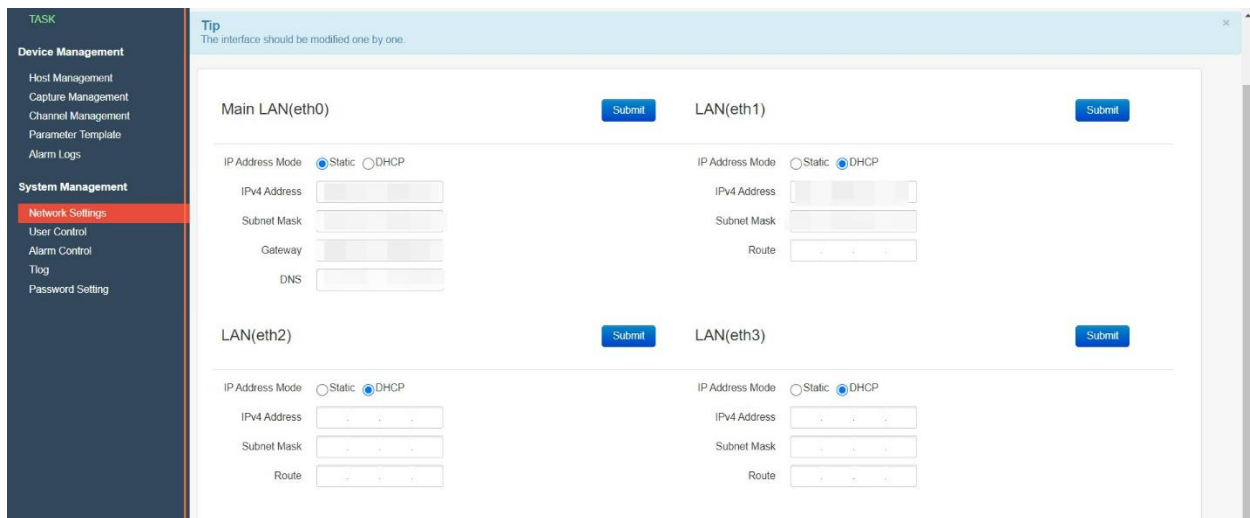 TASK
Device Management
Host Management
Capture Management
Channel Management
Parameter Template
Alarm Logs
System Management
Network Settings
User Control
Alarm Control
Tlog
Password Setting
Tip
×
The interface should be modified one by one.
Main LAN(eth0)
Submit
IP Address Mode Static DHCP
IPv4 Address
Subnet Mask
Gateway
DNS
LAN(eth1)
Submit
IP Address Mode Static DHCP
IPv4 Address
Subnet Mask
Route . . .
LAN(eth2)
Submit
IP Address Mode Static DHCP
IPv4 Address . . .
Subnet Mask . . .
Route . . .
LAN(eth3)
Submit
IP Address Mode Static DHCP
IPv4 Address . . .
Subnet Mask . . .
Route . . .